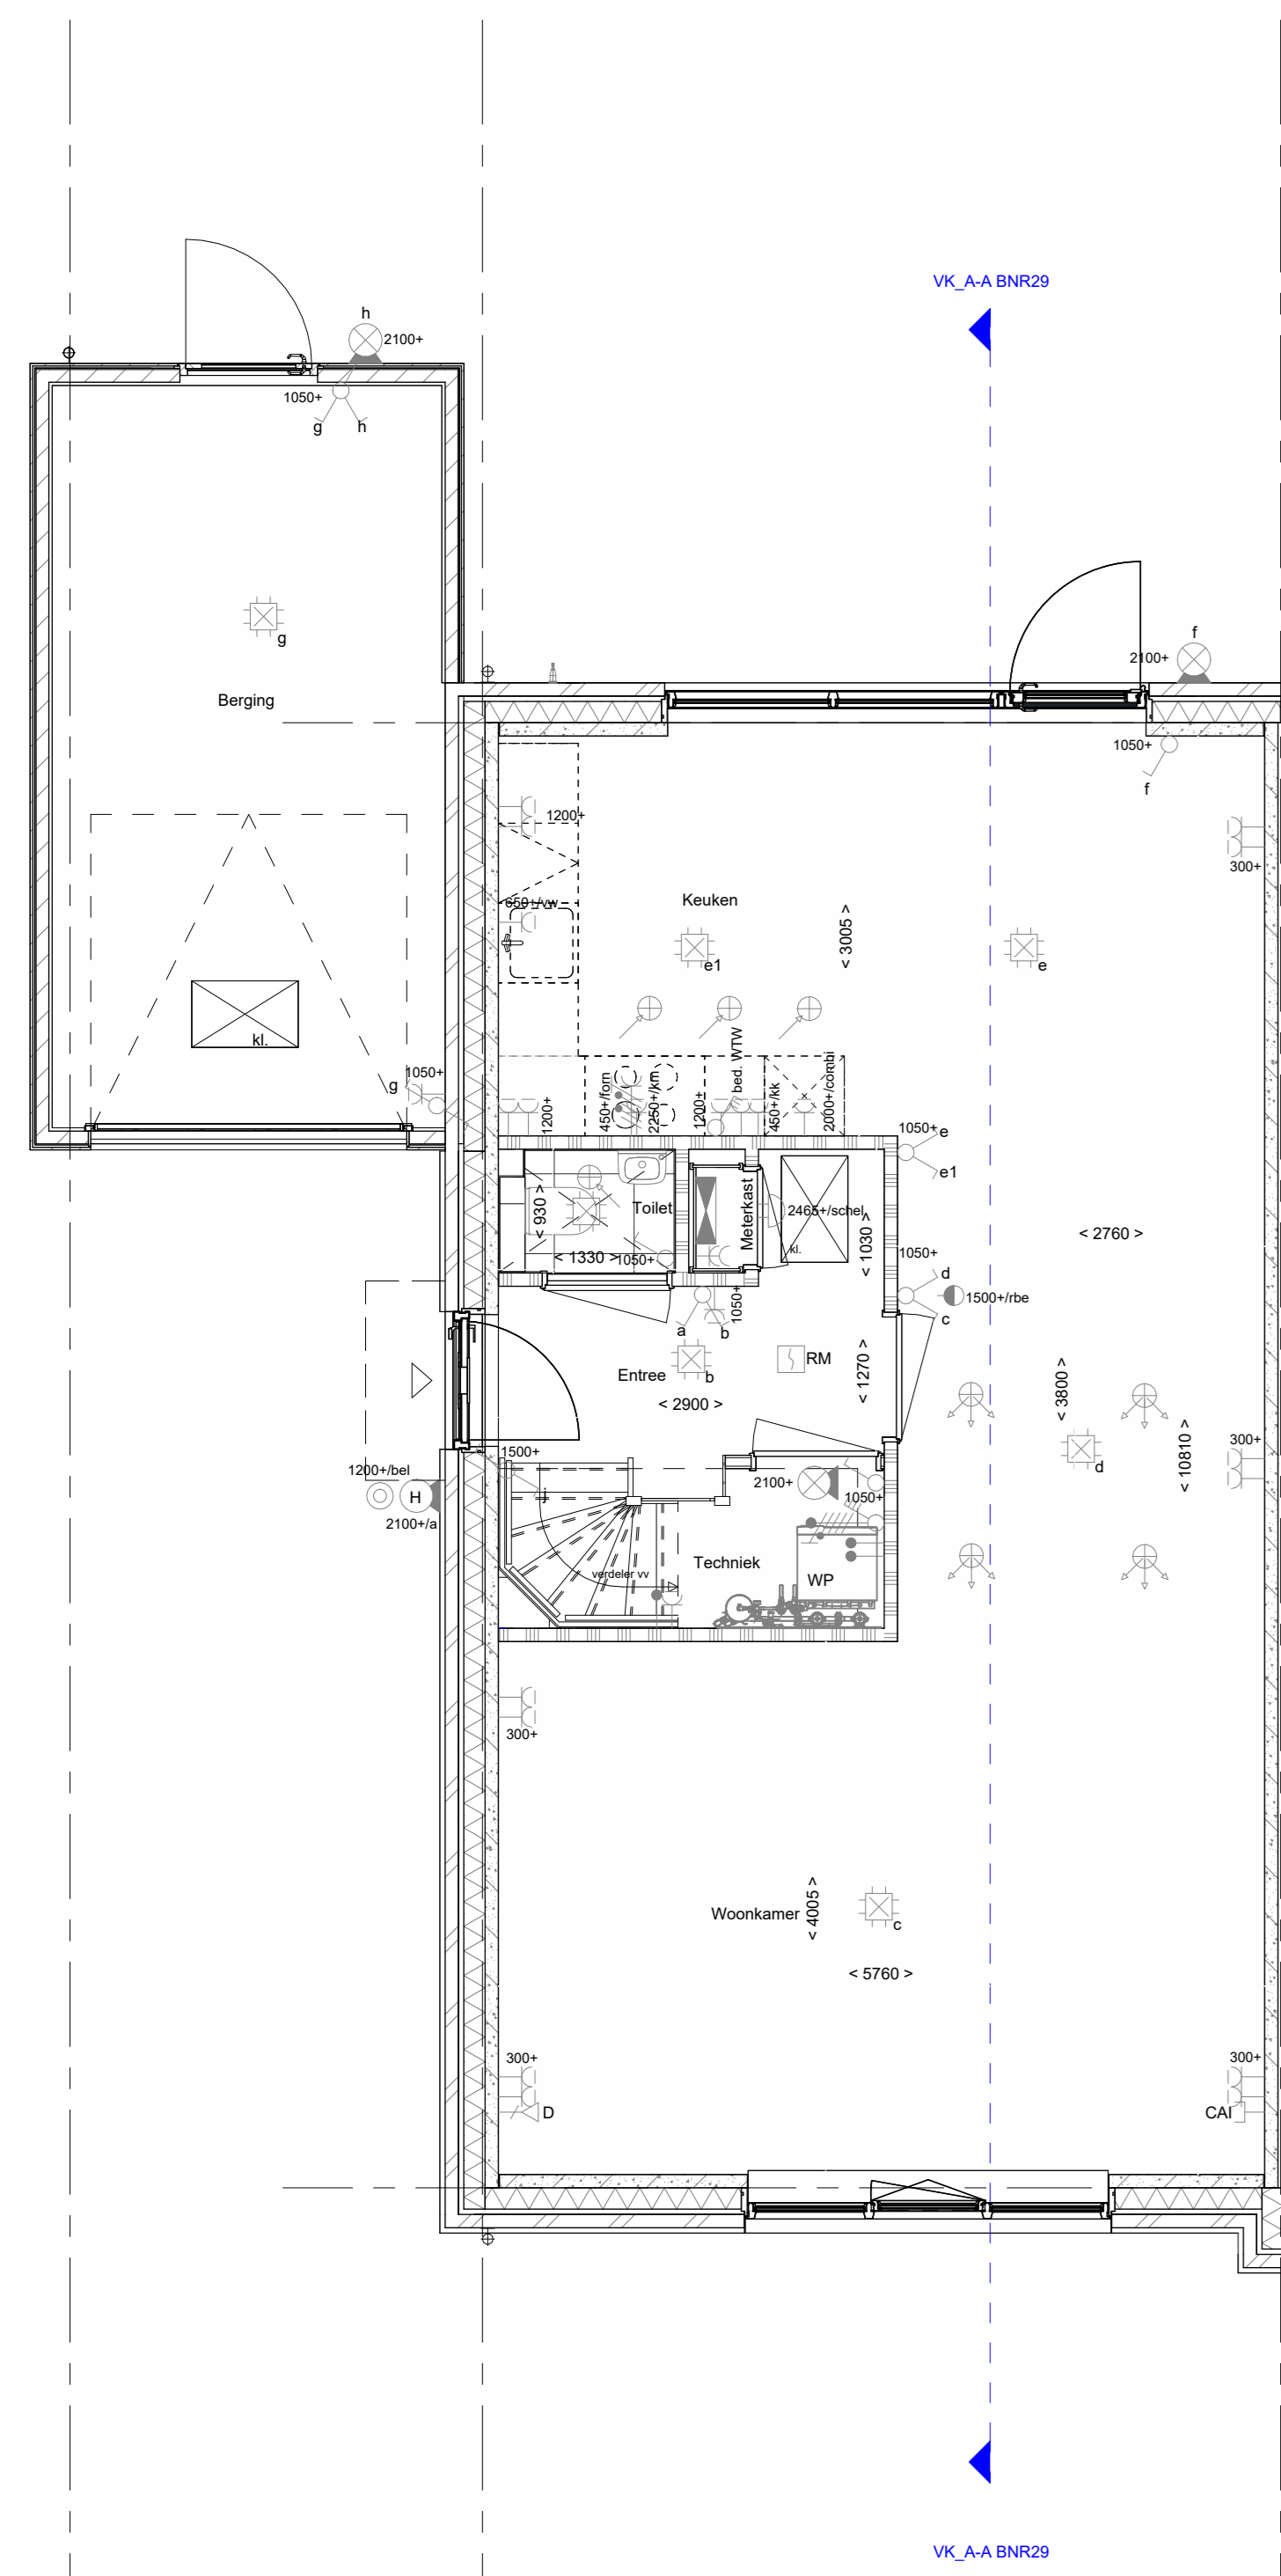 VK_A-A BNR29
h
2100+
1050+
g
h
g
f
2100+
Berging
1050+
f
1200+
300+
650+/vw
Keuken
< 3005 >
e1
e
kl.
bed. WTW
1050+
g
450+/forn
2250+/km
1200+
450+/kk
2000+/combi
1200+
1050+
e
e1
< 930 >
Toilet
Meterkast
2465+/schel
kl.
< 1030 >
< 2760 >
< 1330 >
1050+
1050+
d
1500+/rbe
c
1050+
a
b
RM
< 1270 >
Entree
b
< 2900 >
< 3800 >
< 10810 >
300+
d
1500+
1200+/bel
H
2100+/a
j
2100+
1050+
Techniek
verdeler vv
WP
300+
Woonkamer
< 4005 >
c
< 5760 >
300+
300+
D
CAI
VK_A-A BNR29